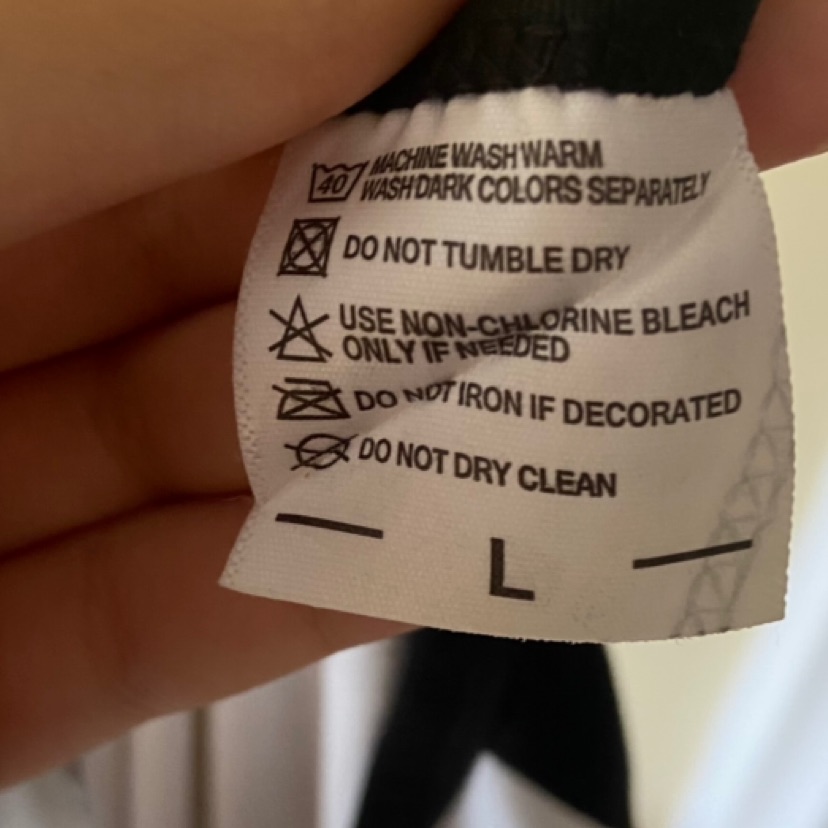 40 MACHINE WASH WARM
WASH DARK COLORS SEPARATELY
DO NOT TUMBLE DRY
USE NON-CHLORINE BLEACH
ONLY IF NEEDED
DO NOT IRON IF DECORATED
DO NOT DRY CLEAN
L